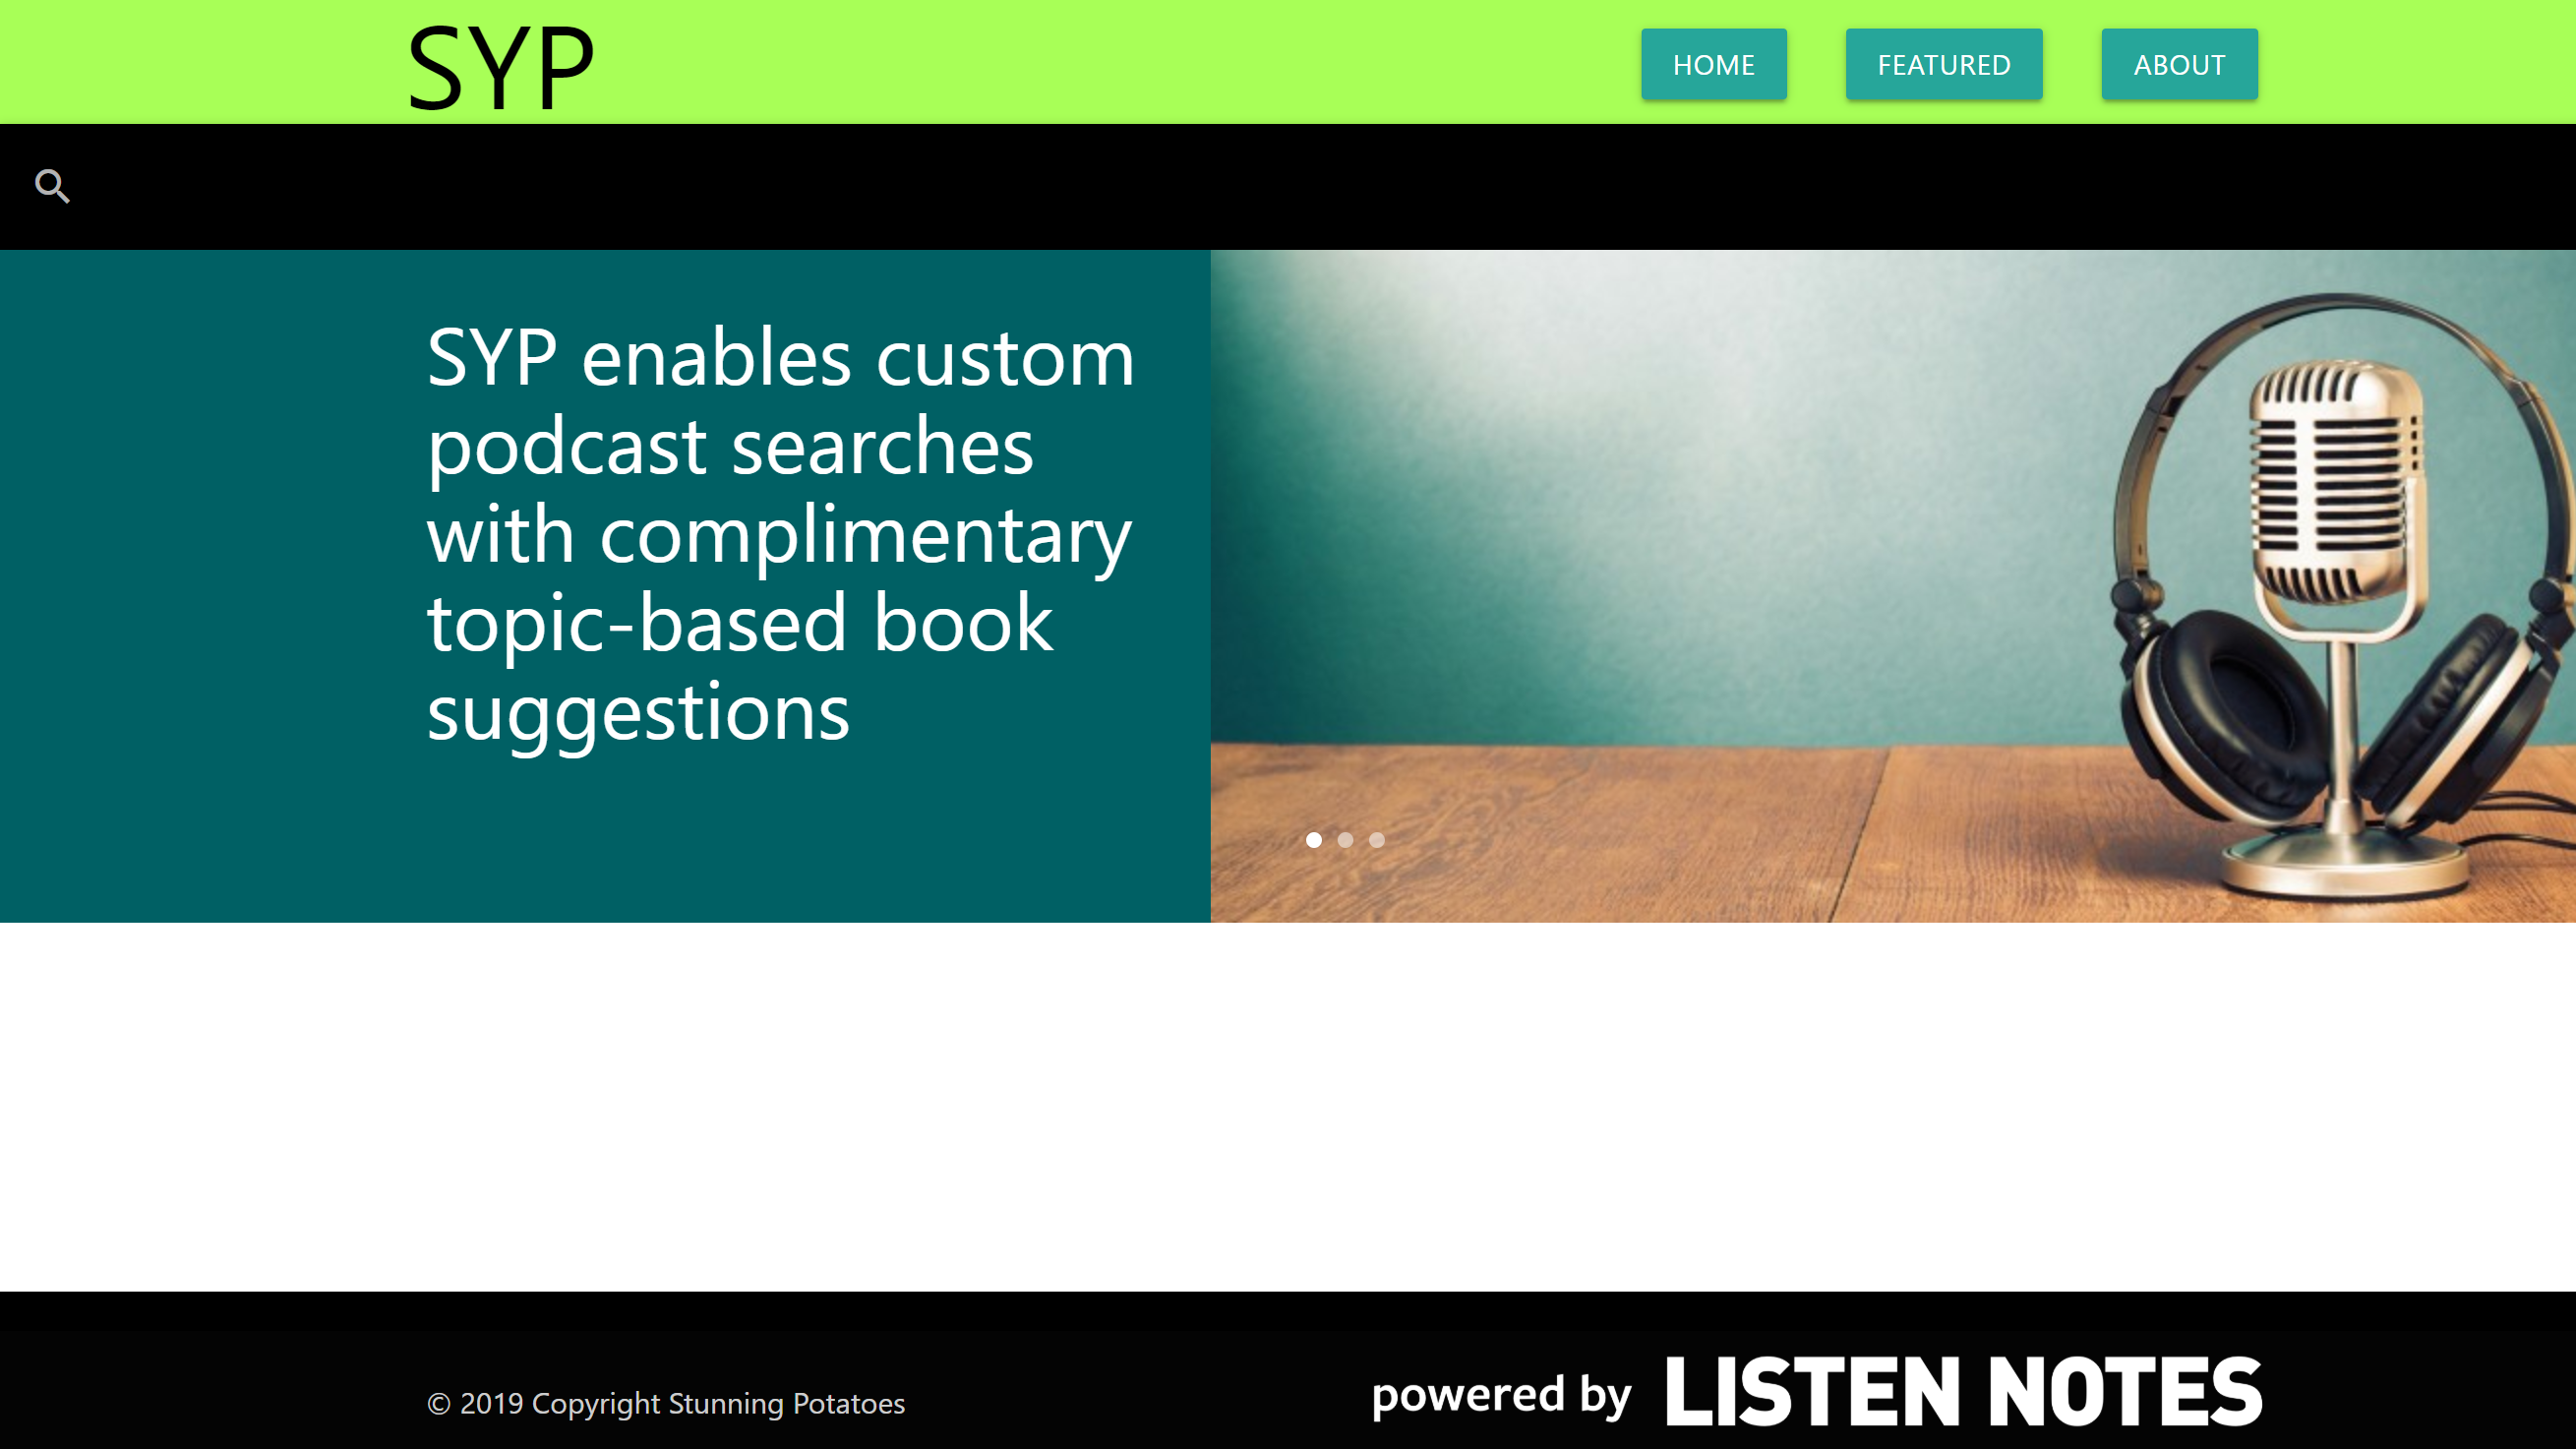 SYP
HOME FEATURED ABOUT
SYP enables custom
podcast searches
with complimentary
topic-based book
suggestions
© 2019 Copyright Stunning Potatoes
powered by LISTEN NOTES